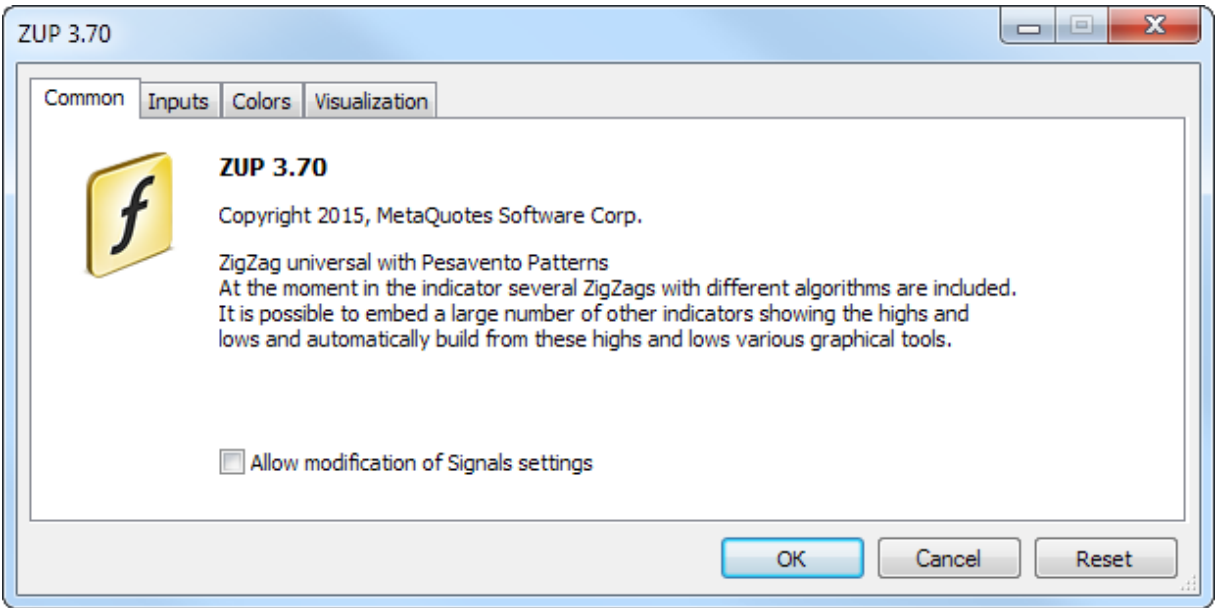 ZUP 3.70
Common Inputs Colors Visualization
ZUP 3.70
Copyright 2015, MetaQuotes Software Corp.
ZigZag universal with Pesavento Patterns
At the moment in the indicator several ZigZags with different algorithms are included.
It is possible to embed a large number of other indicators showing the highs and
lows and automatically build from these highs and lows various graphical tools.
Allow modification of Signals settings
OK Cancel Reset